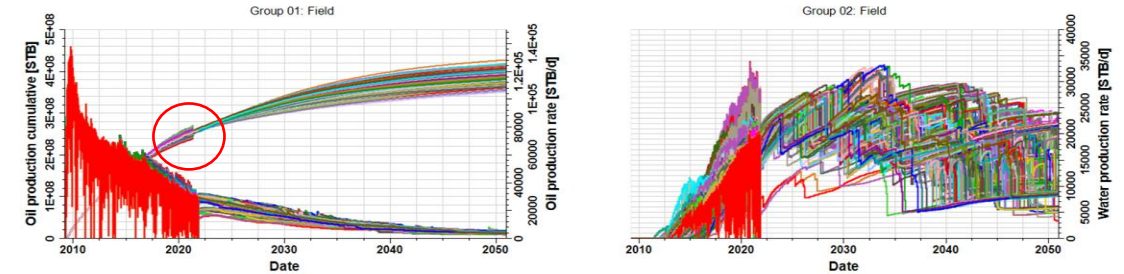 Group 01: Field
Oil production cumulative [STB]
5E+08
4E+08
3E+08
2E+08
1E+08
0
1.4E+05
1.2E+05
1E+05
80000
60000
40000
20000
0
Oil production rate [STB/d]
2010
2020
2030
2040
2050
Date
Group 02: Field
40000
35000
30000
25000
20000
15000
10000
5000
0
Water production rate [STB/d]
2010
2020
2030
2040
2050
Date